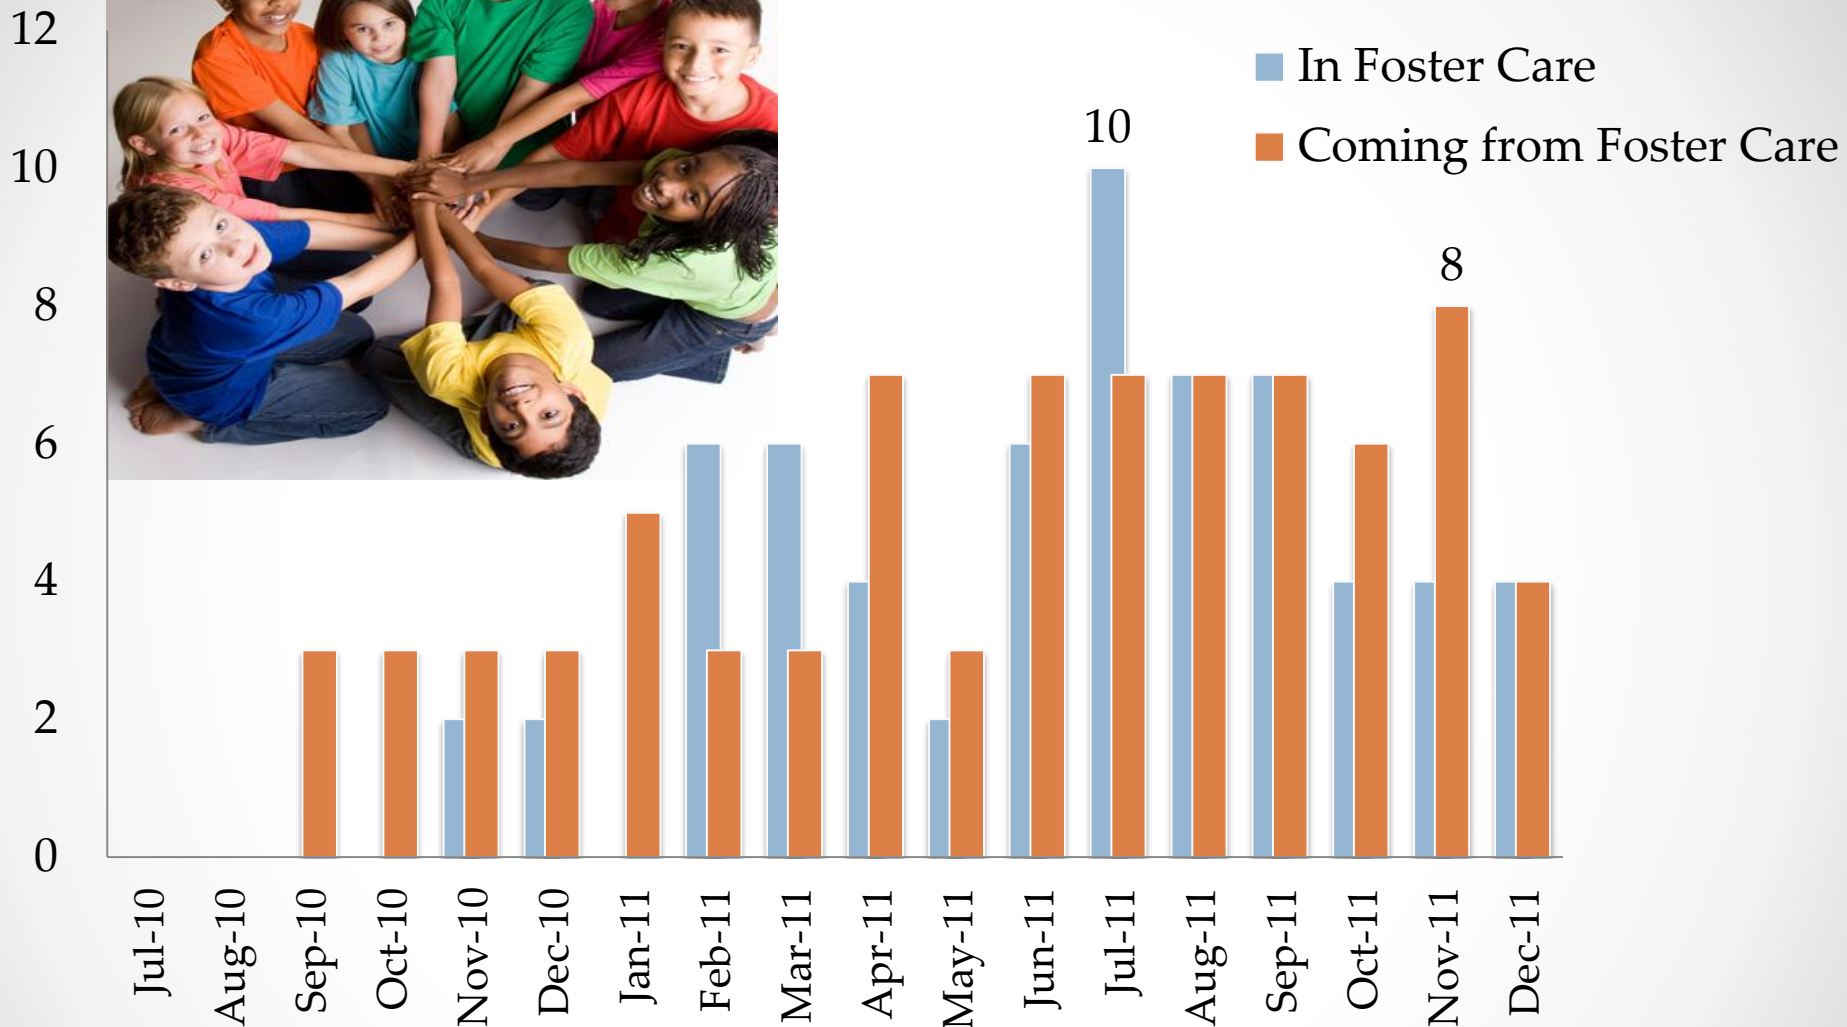 12
10
8
6
4
2
0
In Foster Care
Coming from Foster Care
10
8
Jul-10
Aug-10
Sep-10
Oct-10
Nov-10
Dec-10
Jan-11
Feb-11
Mar-11
Apr-11
May-11
Jun-11
Jul-11
Aug-11
Sep-11
Oct-11
Nov-11
Dec-11